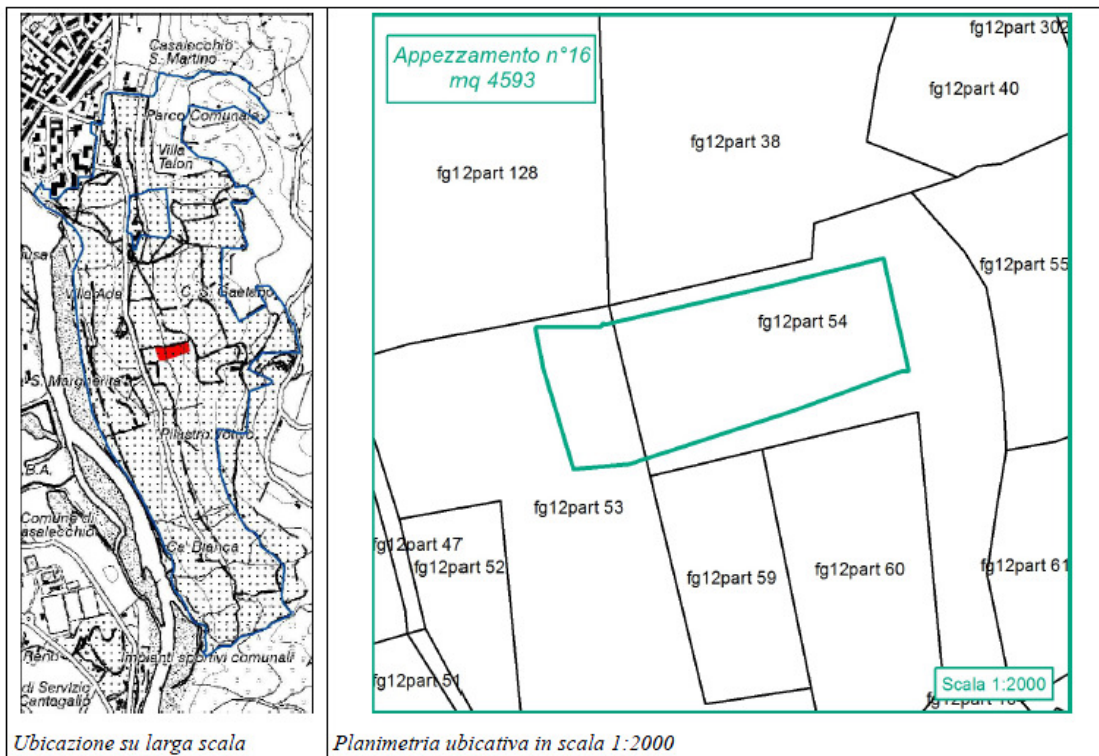 Casalecchio
S. Martino
Parco Comunale
Villa
Talon
Villa Ada
C. S. Gaetano
S. Margherita
Pilastro Votivo
B.A.
Comune di
asalecchio
Ca' Bianca
Impianti sportivi comunali
di Servizio
Cantagallo
Ubicazione su larga scala
Appezzamento n°16
mq 4593
fg12part 302
fg12part 40
fg12part 38
fg12part 128
fg12part 55
fg12part 54
fg12part 53
fg12part 47
fg12part 52
fg12part 59
fg12part 60
fg12part 61
fg12part 51
Scala 1:2000
fg12part
Planimetria ubicativa in scala 1:2000